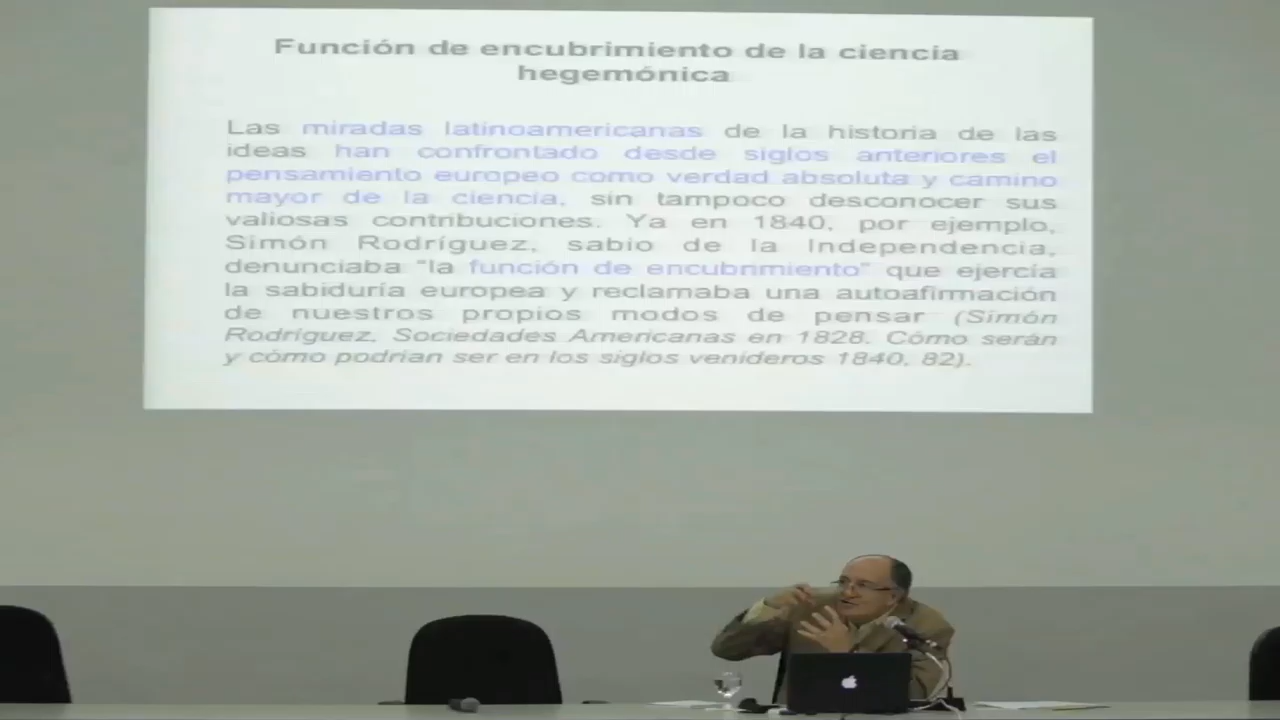 Función de encubrimiento de la ciencia
hegemónica
Las miradas latinoamericanas de la historia de las
ideas han confrontado desde siglos anteriores el
pensamiento europeo como verdad absoluta y camino
mayor de la ciencia, sin tampoco desconocer sus
valiosas contribuciones. Ya en 1840, por ejemplo,
Simón Rodríguez, sabio de la Independencia,
denunciaba "la función de encubrimiento" que ejercía
la sabiduría europea y reclamaba una autoafirmación
de nuestros propios modos de pensar (Simón
Rodríguez, Sociedades Americanas en 1828. Cómo serán
y cómo podrían ser en los siglos venideros 1840, 82).